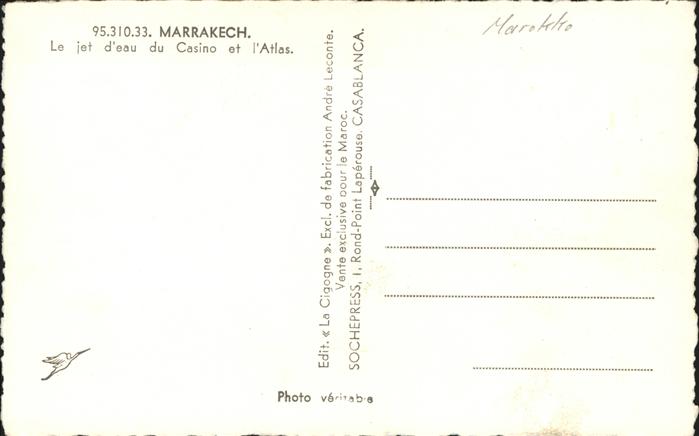 95.310.33. MARRAKECH.
Le jet d'eau du Casino et l'Atlas.
Marokko
Edit. « La Cigogne ». Excl. de fabrication André Leconte.
Vente exclusive pour le Maroc.
SOCHEPRESS, 1, Rond-Point Lapérouse. CASABLANCA.
Photo véritable